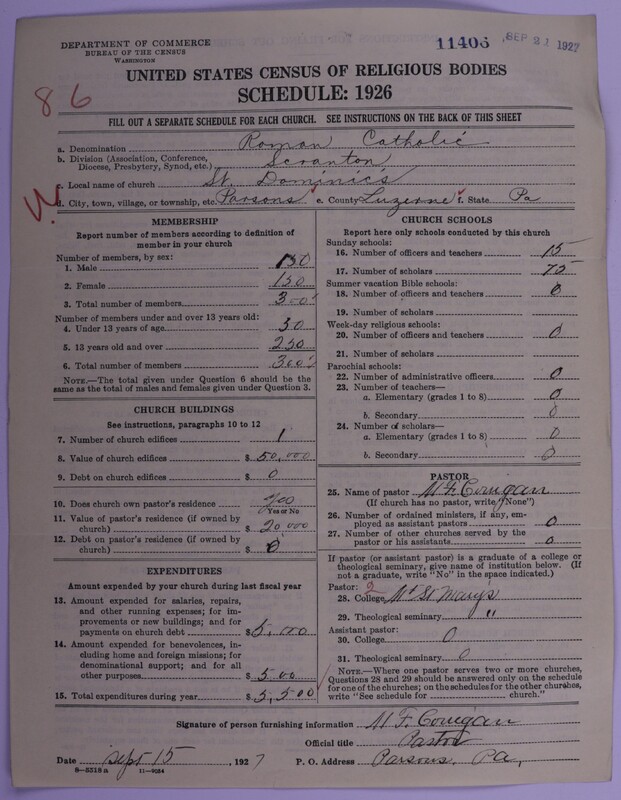 DEPARTMENT OF COMMERCE
BUREAU OF THE CENSUS
WASHINGTON
11406
SEP 21 1927
UNITED STATES CENSUS OF RELIGIOUS BODIES
SCHEDULE: 1926
86
FILL OUT A SEPARATE SCHEDULE FOR EACH CHURCH. SEE INSTRUCTIONS ON THE BACK OF THIS SHEET
a. Denomination Roman Catholic
b. Division (Association, Conference, Diocese, Presbytery, Synod, etc.) Scranton
c. Local name of church St Dominic's
d. City, town, village, or township, etc. Parsons e. County Luzerne f. State Pa
MEMBERSHIP
Report number of members according to definition of
member in your church
Number of members, by sex:
1. Male 150
2. Female 150
3. Total number of members 300
Number of members under and over 13 years old:
4. Under 13 years of age 50
5. 13 years old and over 250
6. Total number of members 300
NOTE.—The total given under Question 6 should be
same as the total of males and females given under Question 3.
CHURCH BUILDINGS
See instructions, paragraphs 10 to 12
7. Number of church edifices 1
8. Value of church edifices $ 50,000
9. Debt on church edifices $ 0
10. Does church own pastor's residence Yes
(Yes or No)
11. Value of pastor's residence (if owned by
church) $ 20,000
12. Debt on pastor's residence (if owned by
church) $ 0
EXPENDITURES
Amount expended by your church during last fiscal year
13. Amount expended for salaries, repairs,
and other running expenses; for im-
provements or new buildings; and for
payments on church debt $ 5,000
14. Amount expended for benevolences, in-
cluding home and foreign missions; for
denominational support; and for all
other purposes $ 500
15. Total expenditures during year $ 5,500
CHURCH SCHOOLS
Report here only schools conducted by this church
Sunday schools:
16. Number of officers and teachers 15
17. Number of scholars 75
Summer vacation Bible schools:
18. Number of officers and teachers 0
19. Number of scholars
Week-day religious schools:
20. Number of officers and teachers 0
21. Number of scholars
Parochial schools:
22. Number of administrative officers 0
23. Number of teachers—
a. Elementary (grades 1 to 8) 0
b. Secondary 0
24. Number of scholars—
a. Elementary (grades 1 to 8) 0
b. Secondary 0
PASTOR
25. Name of pastor M F. Corrigan
(If church has no pastor, write "None")
26. Number of ordained ministers, if any, em-
ployed as assistant pastors 0
27. Number of other churches served by the
pastor or his assistants 0
If pastor (or assistant pastor) is a graduate of a college or
theological seminary, give name of institution below. (If
not a graduate, write "No" in the space indicated.)
Pastor: 2
28. College Mt St Marys
29. Theological seminary "
Assistant pastor:
30. College 0
31. Theological seminary 0
NOTE.—Where one pastor serves two or more churches,
Questions 28 and 29 should be answered only on the schedule
for one of the churches; on the schedules for the other churches,
write "See schedule for church."
Signature of person furnishing information M F. Corrigan
Official title Pastor
Date Sept 15, 1927 P. O. Address Parsons, Pa,
8—5318 a 11—9054